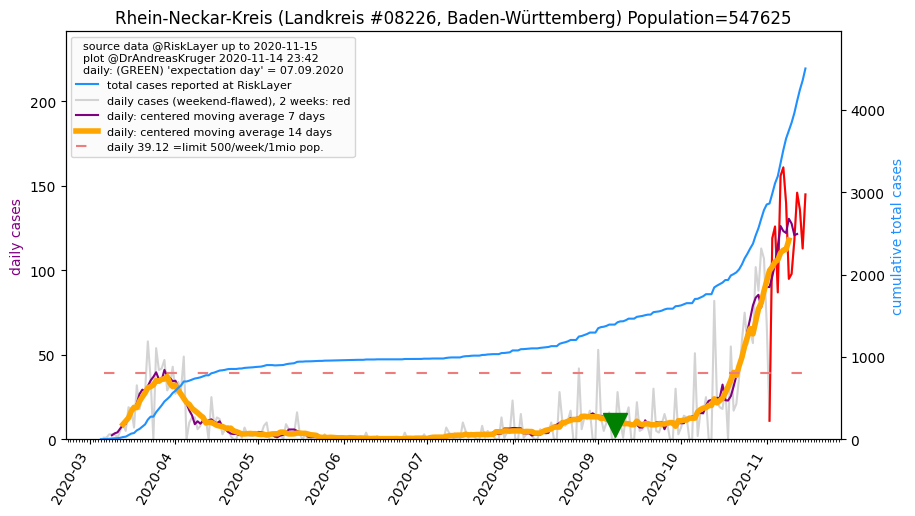 Rhein-Neckar-Kreis (Landkreis #08226, Baden-Württemberg) Population=547625
source data @RiskLayer up to 2020-11-15
plot @DrAndreasKruger 2020-11-14 23:42
daily: (GREEN) 'expectation day' = 07.09.2020
total cases reported at RiskLayer
daily cases (weekend-flawed), 2 weeks: red
daily: centered moving average 7 days
daily: centered moving average 14 days
daily 39.12 =limit 500/week/1mio pop.
daily cases
200
150
100
50
0
cumulative total cases
4000
3000
2000
1000
0
2020-03
2020-04
2020-05
2020-06
2020-07
2020-08
2020-09
2020-10
2020-11